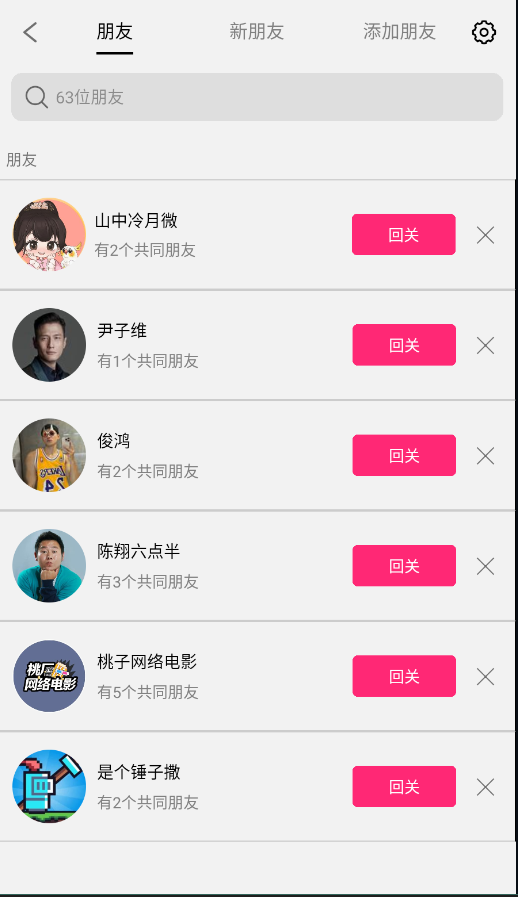 朋友 新朋友 添加朋友
63位朋友
朋友
山中冷月微
有2个共同朋友
回关
尹子维
有1个共同朋友
回关
俊鸿
有2个共同朋友
回关
陈翔六点半
有3个共同朋友
回关
桃子网络电影
有5个共同朋友
回关
是个锤子撒
有2个共同朋友
回关